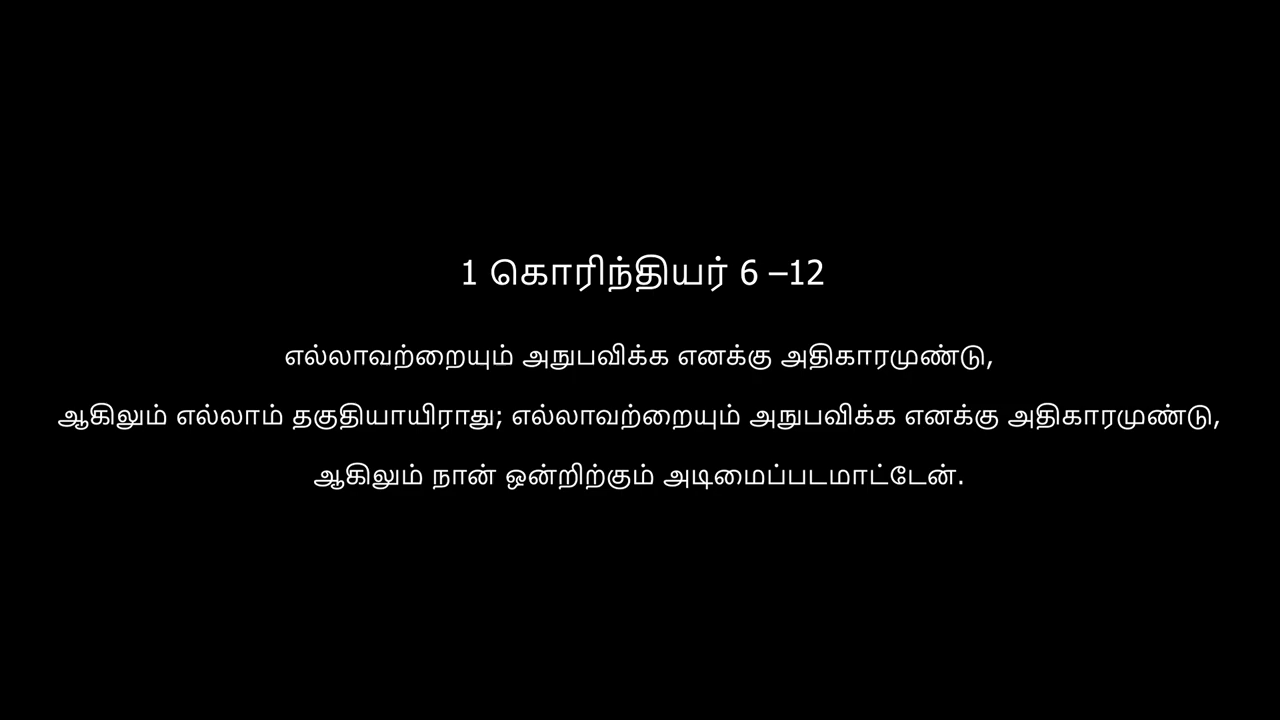 1 கொரிந்தியர் 6 –12
எல்லாவற்றையும் அநுபவிக்க எனக்கு அதிகாரமுண்டு,
ஆகிலும் எல்லாம் தகுதியாயிராது; எல்லாவற்றையும் அநுபவிக்க எனக்கு அதிகாரமுண்டு,
ஆகிலும் நான் ஒன்றிற்கும் அடிமைப்படமாட்டேன்.